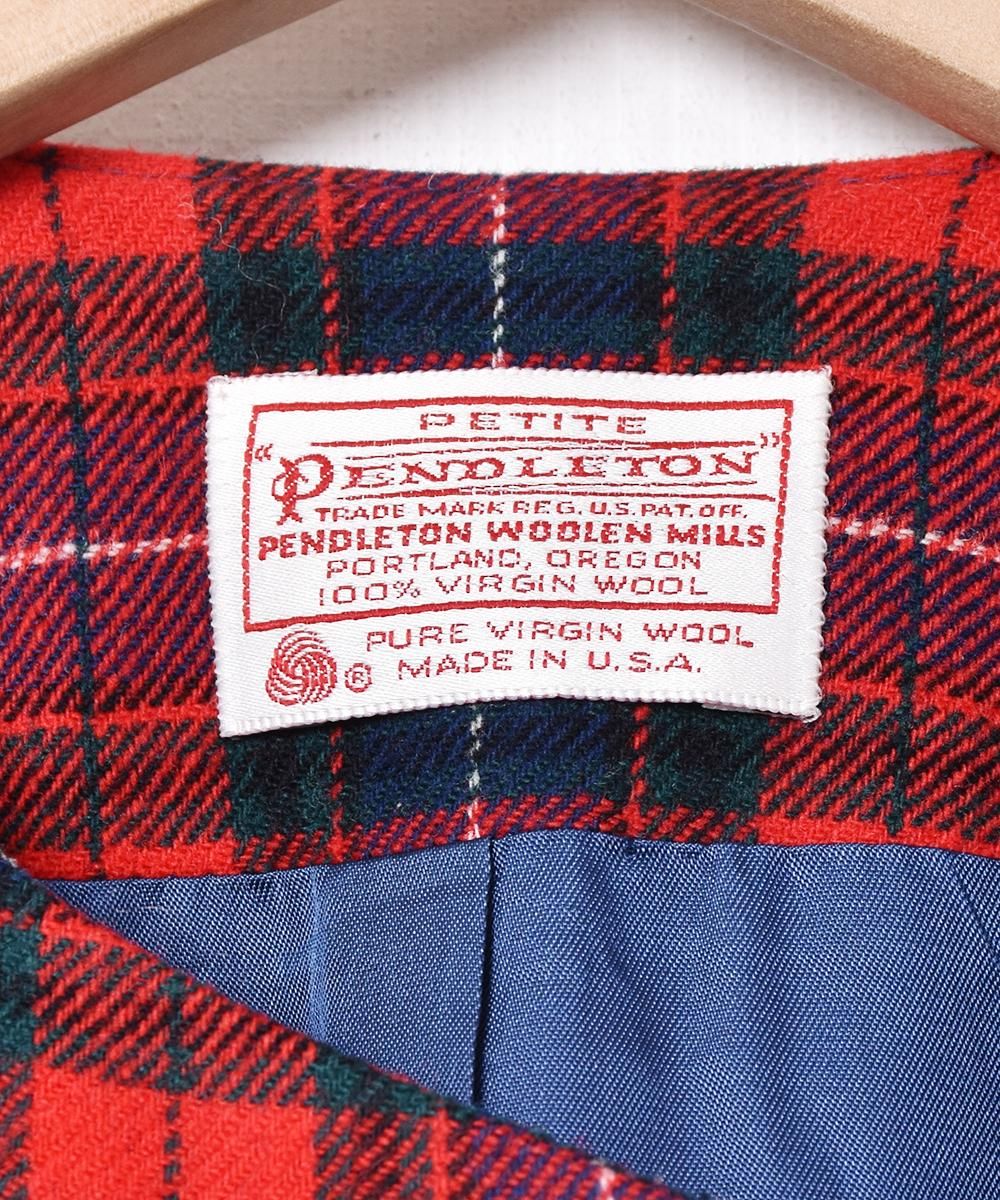 PETITE
"PENDLETON"
TRADE MARK REG. U.S. PAT. OFF.
PENDLETON WOOLEN MILLS
PORTLAND, OREGON
100% VIRGIN WOOL
® PURE VIRGIN WOOL
MADE IN U.S.A.